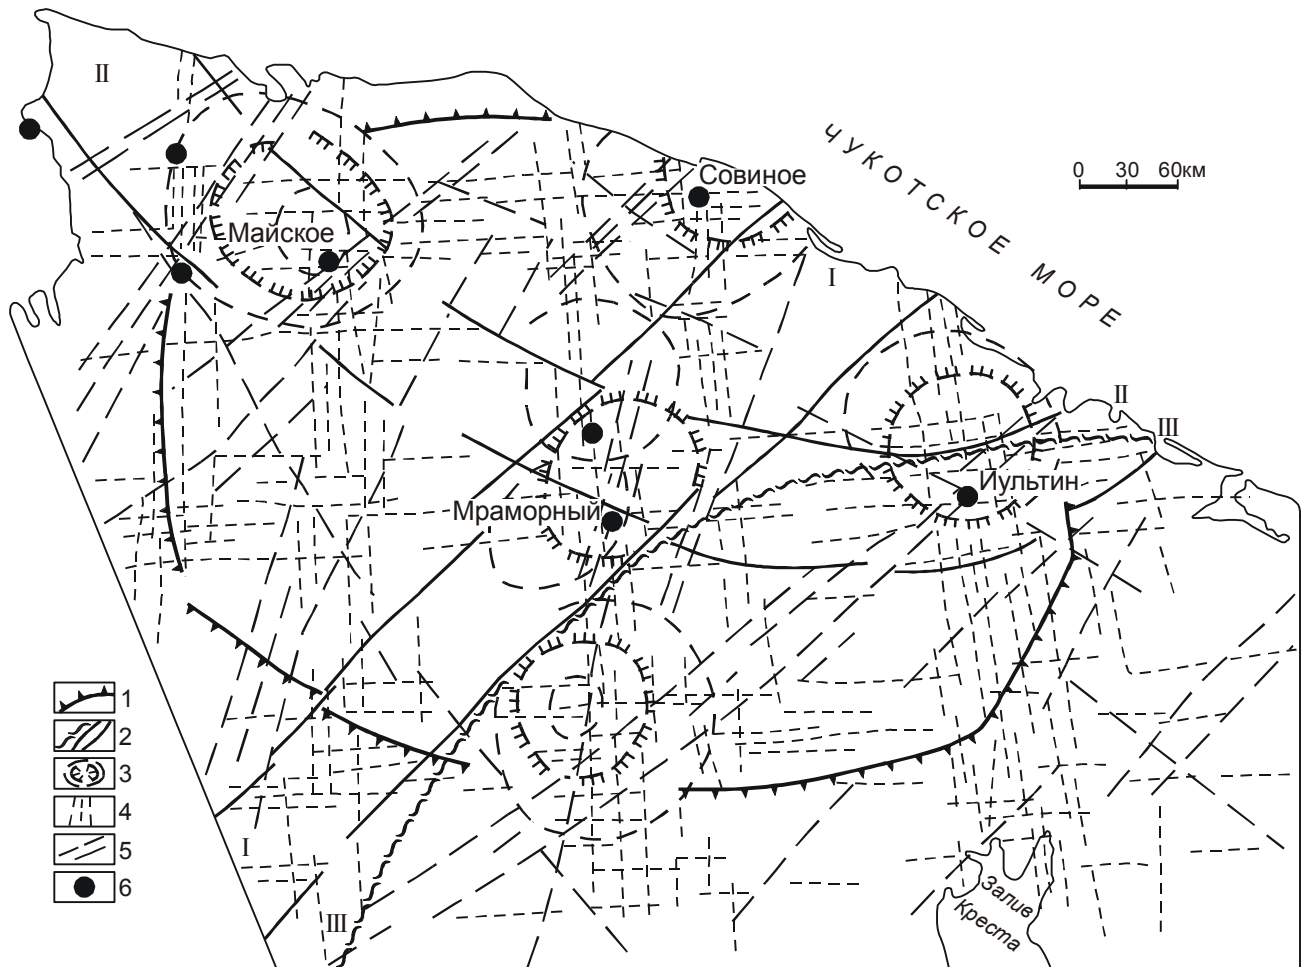 II
ЧУКОТСКОЕ МОРЕ
0 30 60км
Совиное
Майское
I
II
III
Иультин
Мраморный
1
2
3
4
5
6
I
III
Залив
Креста